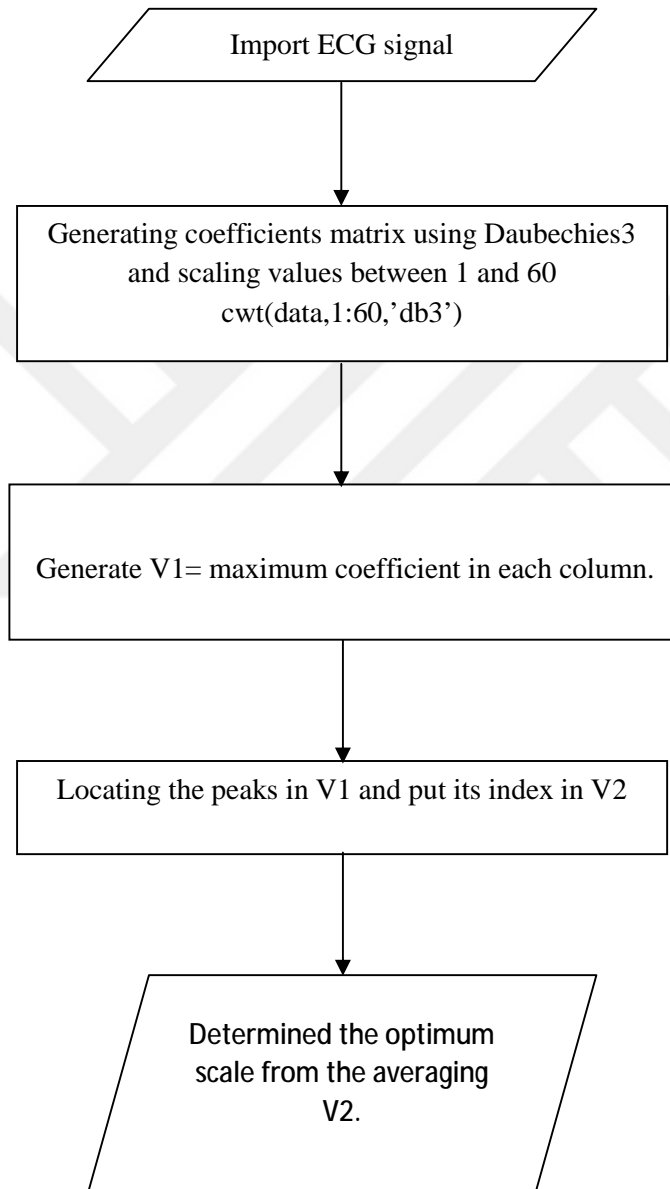 Import ECG signal
Generating coefficients matrix using Daubechies3
and scaling values between 1 and 60
cwt(data,1:60,’db3’)
Generate V1= maximum coefficient in each column.
Locating the peaks in V1 and put its index in V2
Determined the optimum
scale from the averaging
V2.